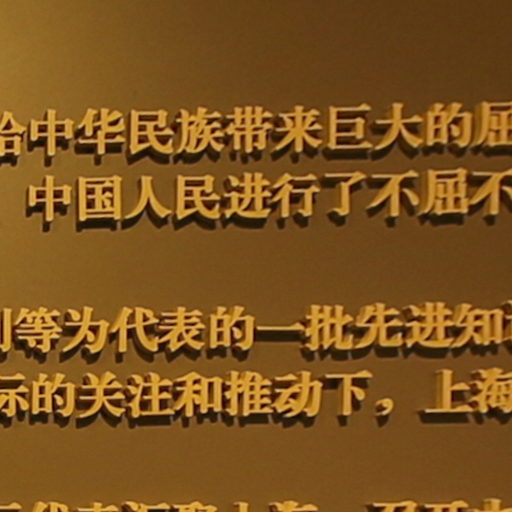 给中华民族带来巨大的屈
中国人民进行了不屈不
等为代表的一批先进知
示的关注和推动下，上海